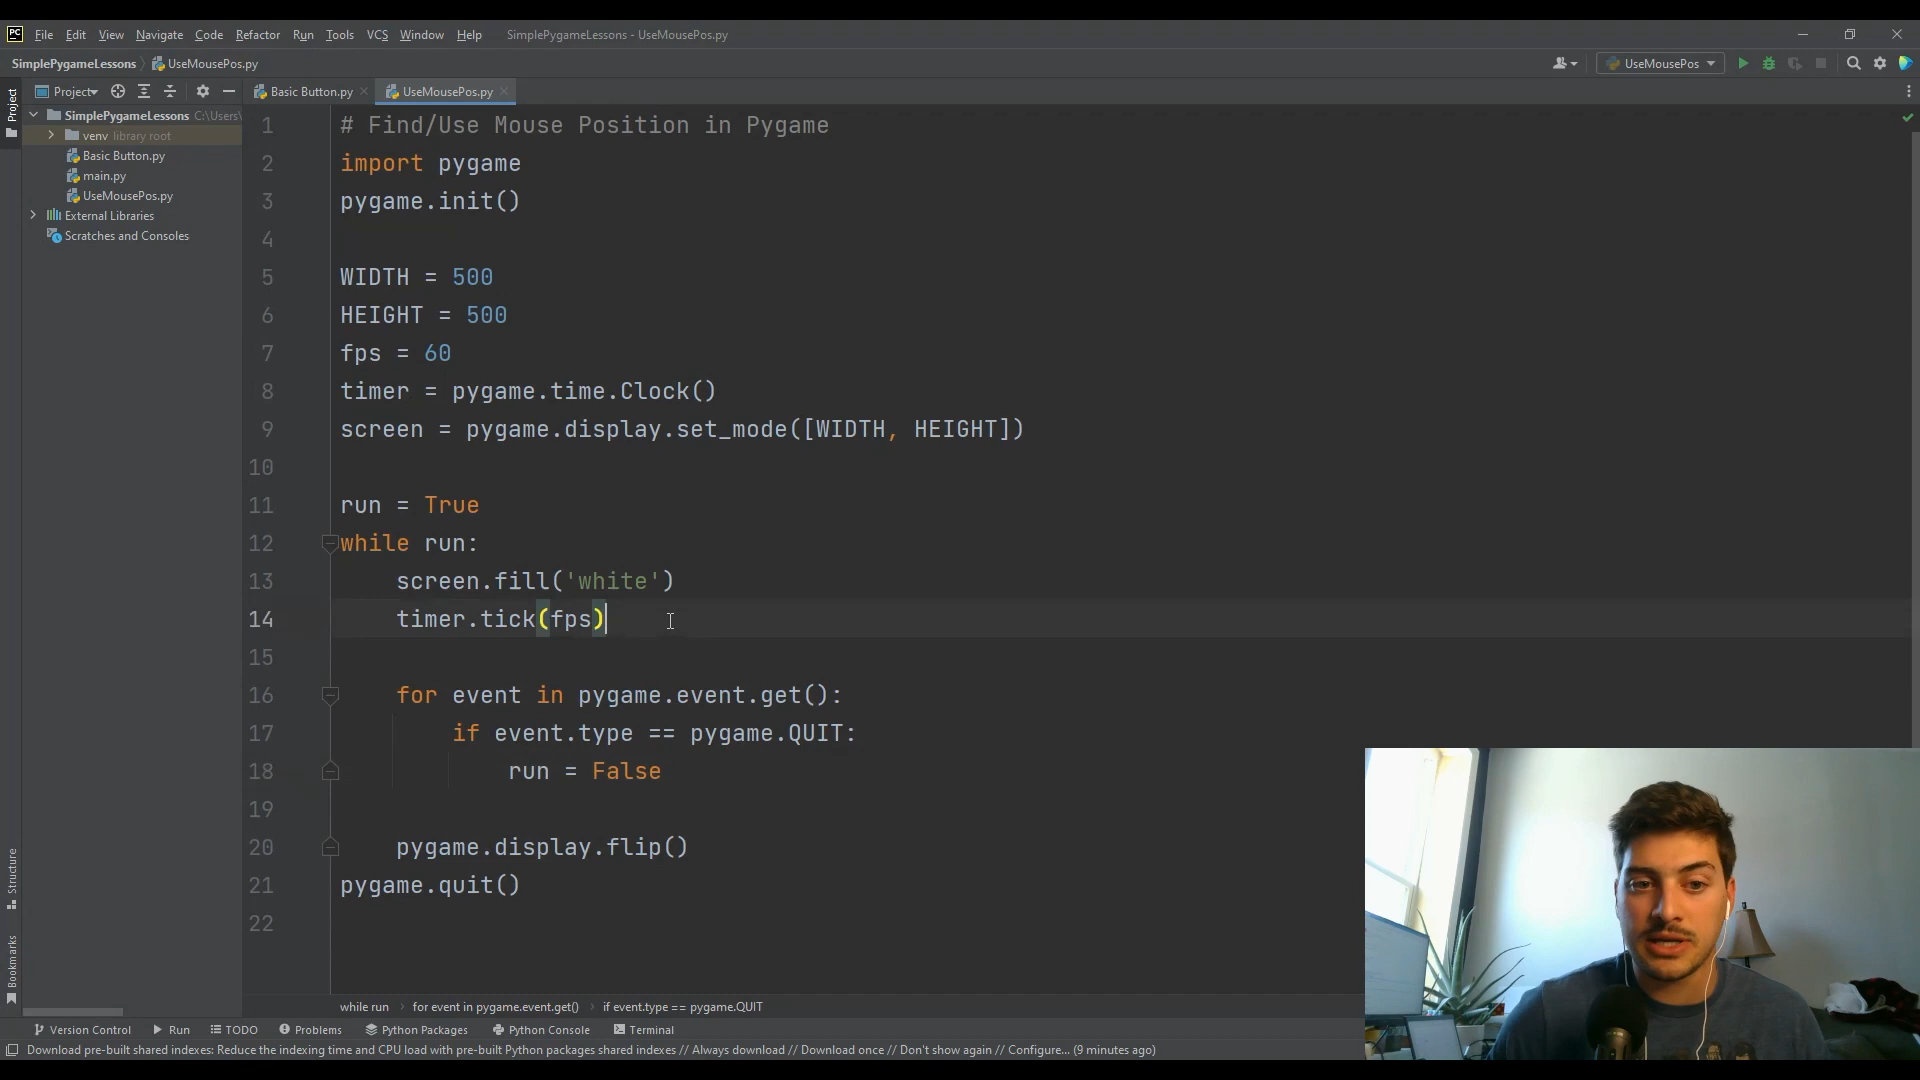 PC File Edit View Navigate Code Refactor Run Tools VCS Window Help SimplePygameLessons - UseMousePos.py
SimplePygameLessons UseMousePos.py UseMousePos
Project Basic Button.py UseMousePos.py
Project
SimplePygameLessons C:\Users\
venv library root
Basic Button.py
main.py
UseMousePos.py
External Libraries
Scratches and Consoles
1 # Find/Use Mouse Position in Pygame
2 import pygame
3 pygame.init()
4
5 WIDTH = 500
6 HEIGHT = 500
7 fps = 60
8 timer = pygame.time.Clock()
9 screen = pygame.display.set_mode([WIDTH, HEIGHT])
10
11 run = True
12 while run:
13 screen.fill('white')
14 timer.tick(fps)
15
16 for event in pygame.event.get():
17 if event.type == pygame.QUIT:
18 run = False
19
20 pygame.display.flip()
21 pygame.quit()
22
Structure
Bookmarks
while run for event in pygame.event.get() if event.type == pygame.QUIT
Version Control Run TODO Problems Python Packages Python Console Terminal
Download pre-built shared indexes: Reduce the indexing time and CPU load with pre-built Python packages shared indexes // Always download // Download once // Don't show again // Configure... (9 minutes ago)